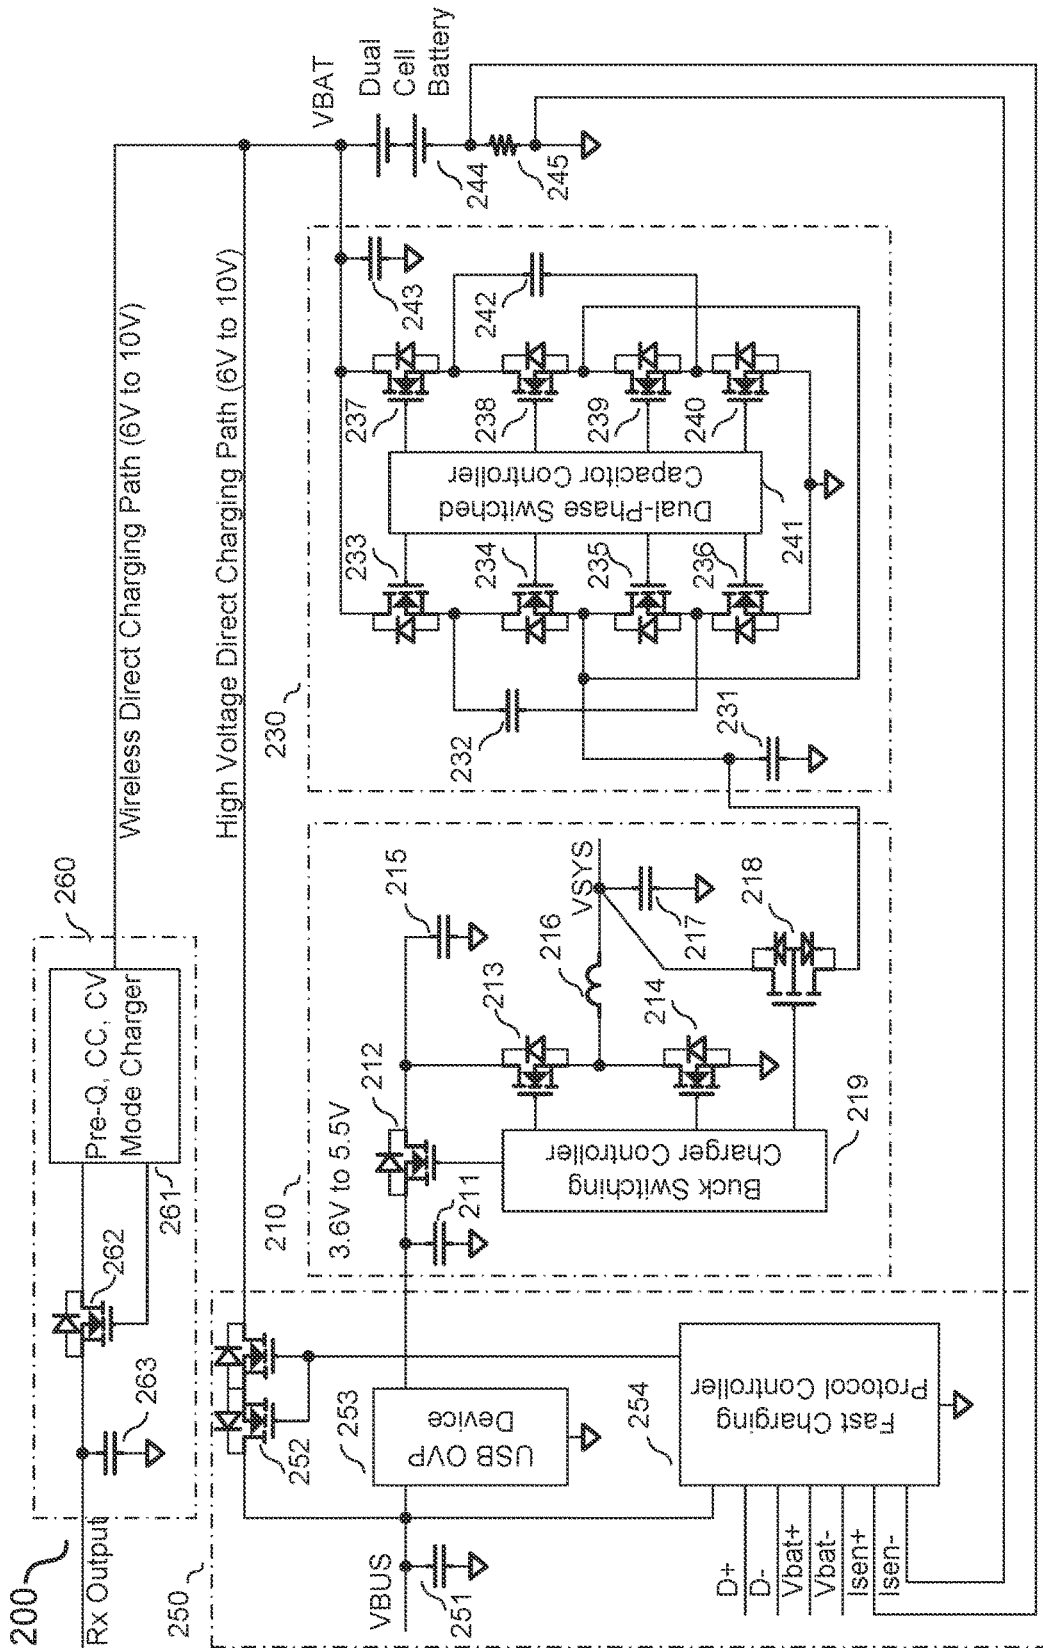 200
Rx Output
263
262
261
Pre-Q, CC, CV
Mode Charger
260
Wireless Direct Charging Path (6V to 10V)
High Voltage Direct Charging Path (6V to 10V)
VBAT
Dual
Cell
Battery
244
245
250
VBUS
251
252
253
USB OVP
Device
254
Fast Charging
Protocol Controller
D+
D-
Vbat+
Vbat-
Isen+
Isen-
210
3.6V to 5.5V
211
212
213
214
215
216
VSYS
217
218
219
Buck Switching
Charger Controller
230
231
232
233
234
235
236
237
238
239
240
241
Dual-Phase Switched
Capacitor Controller
242
243